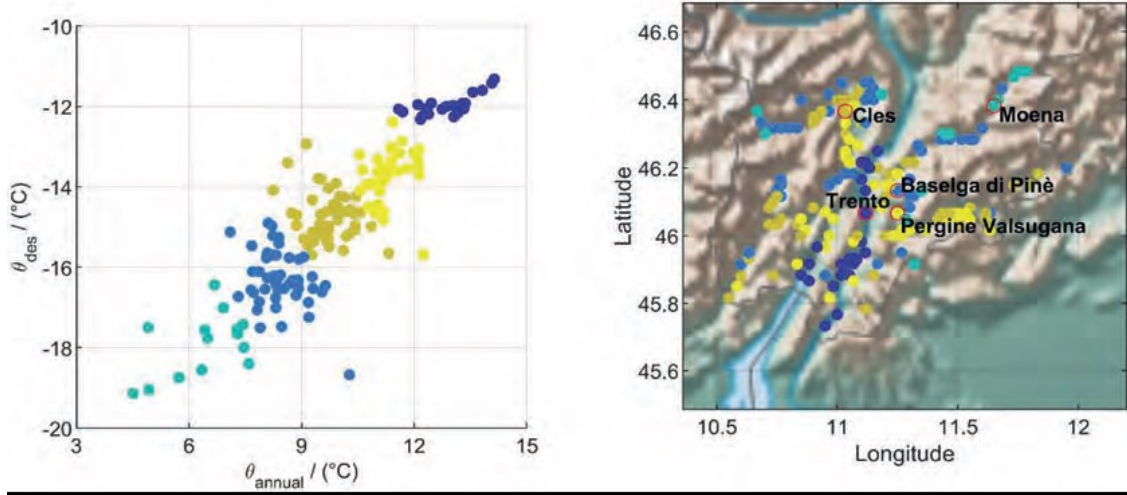 -10
-12
-14
-16
-18
-20
θdes / (°C)
3 6 9 12 15
θannual / (°C)
46.6
46.4
46.2
46
45.8
45.6
Latitude
Cles
Moena
Baselga di Pinè
Trento
Pergine Valsugana
10.5 11 11.5 12
Longitude